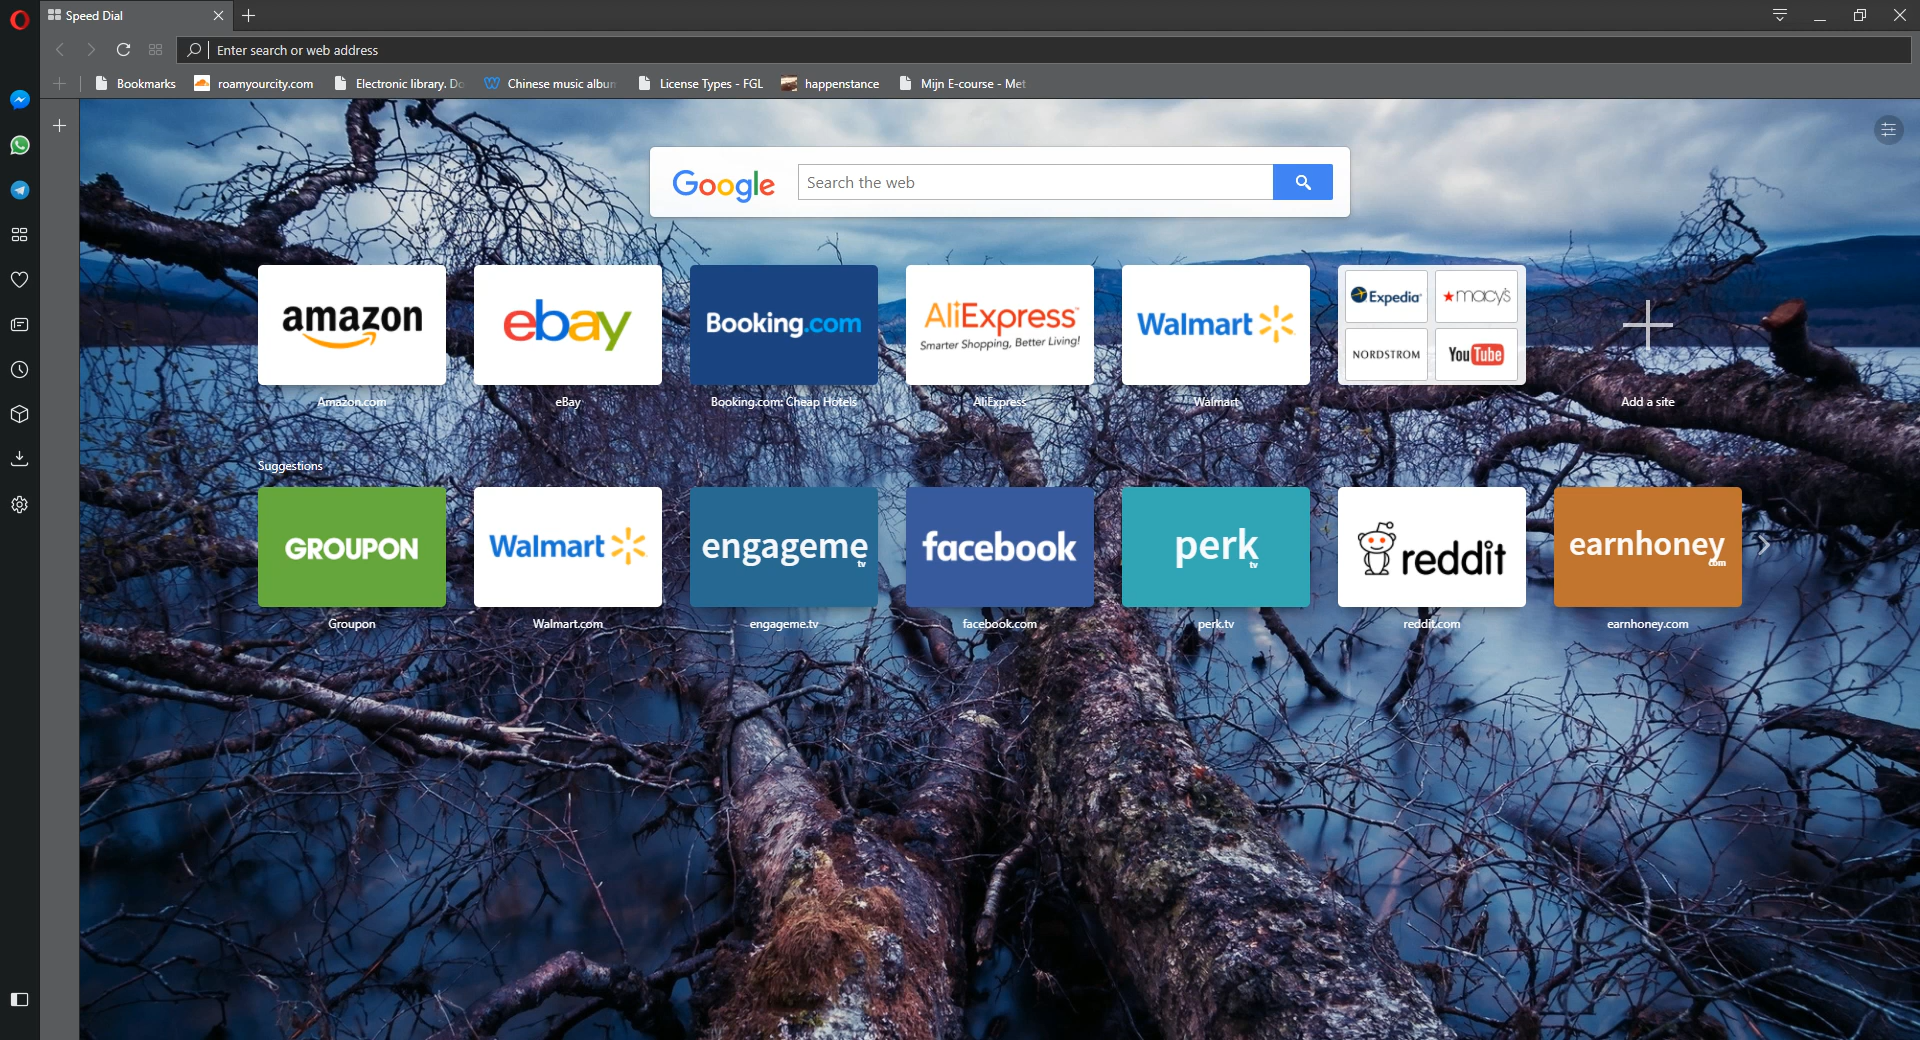 Speed Dial
Enter search or web address
Bookmarks
roamyourcity.com
Electronic library. Do
Chinese music album
License Types - FGL
happenstance
Mijn E-course - Met
Google
Search the web
amazon
ebay
Booking.com
AliExpress
Smarter Shopping, Better Living!
Walmart
Expedia
macy's
NORDSTROM
YouTube
Amazon.com
eBay
Booking.com: Cheap Hotels
AliExpress
Walmart
Add a site
Suggestions
GROUPON
Walmart
engageme
tv
facebook
perk
tv
reddit
earnhoney
com
Groupon
Walmart.com
engageme.tv
facebook.com
perk.tv
reddit.com
earnhoney.com